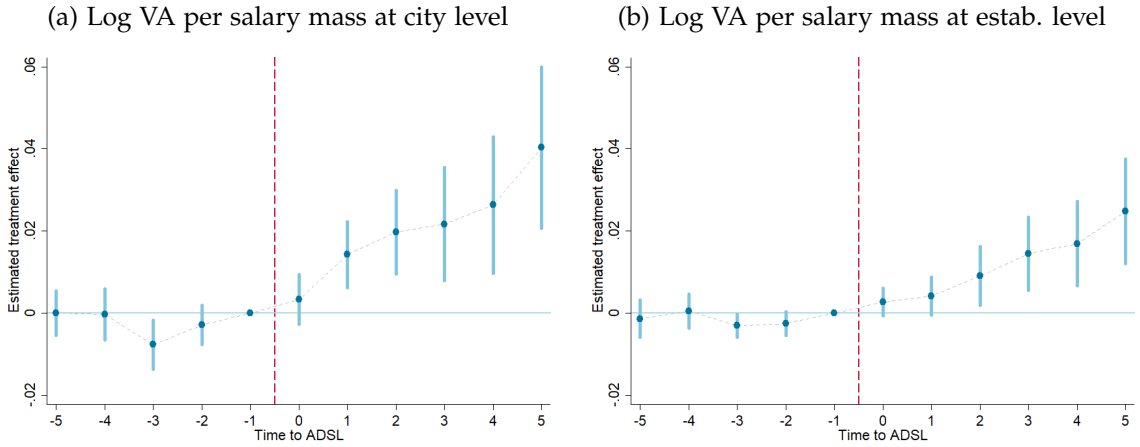 (a) Log VA per salary mass at city level
.06
.04
.02
0
-.02
Estimated treatment effect
-5 -4 -3 -2 -1 0 1 2 3 4 5
Time to ADSL
(b) Log VA per salary mass at estab. level
.06
.04
.02
0
-.02
Estimated treatment effect
-5 -4 -3 -2 -1 0 1 2 3 4 5
Time to ADSL